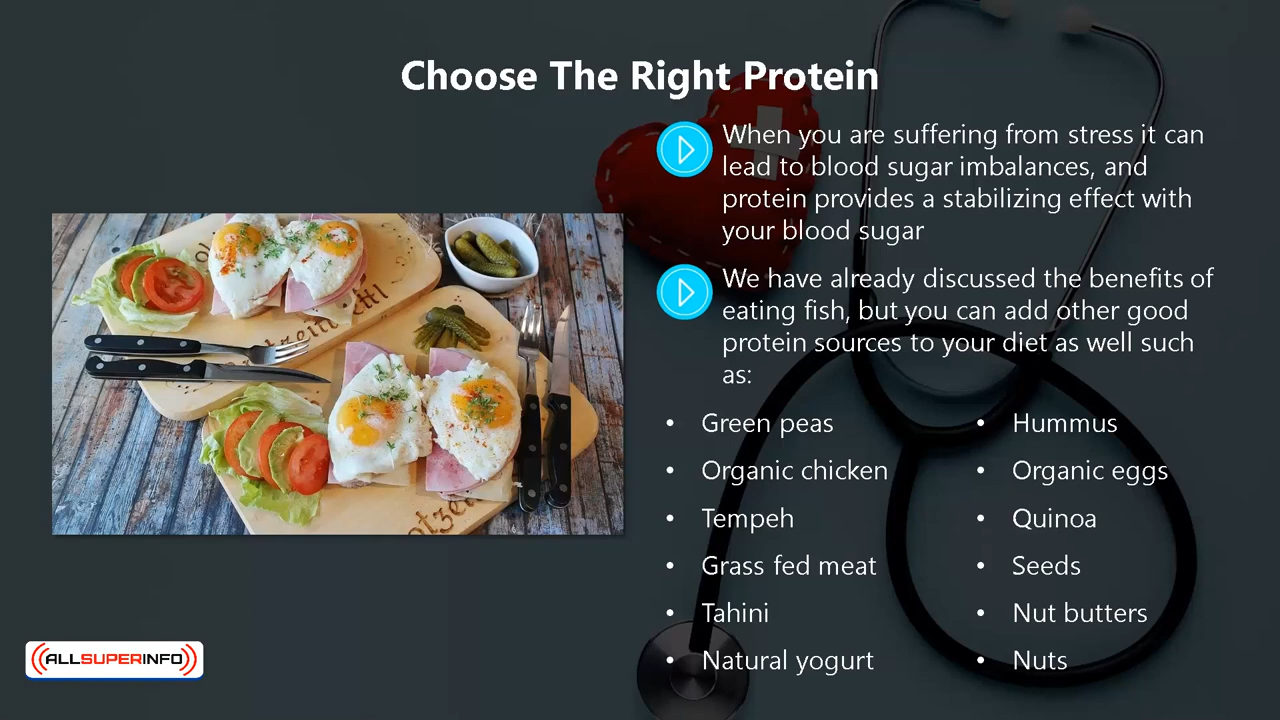 Choose The Right Protein
When you are suffering from stress it can
lead to blood sugar imbalances, and
protein provides a stabilizing effect with
your blood sugar
We have already discussed the benefits of
eating fish, but you can add other good
protein sources to your diet as well such
as:
• Green peas
• Organic chicken
• Tempeh
• Grass fed meat
• Tahini
• Natural yogurt
• Hummus
• Organic eggs
• Quinoa
• Seeds
• Nut butters
• Nuts
ALLSUPERINFO